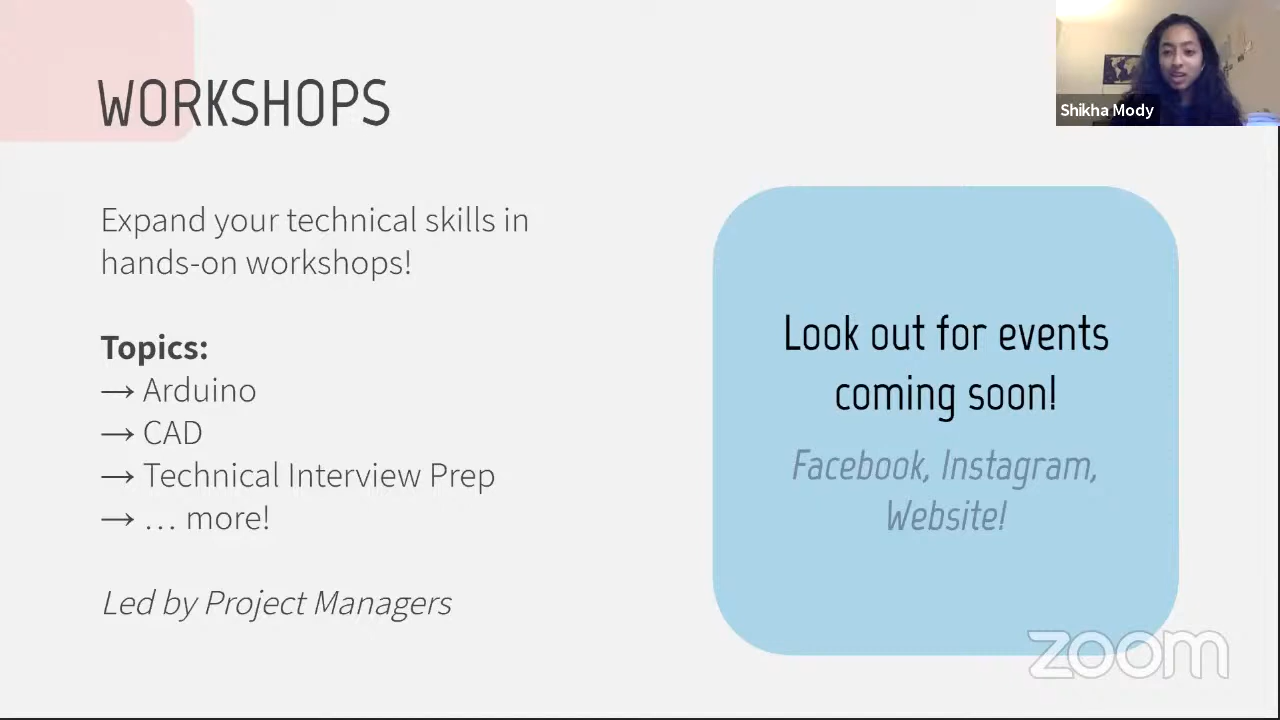 WORKSHOPS
Shikha Mody
Expand your technical skills in
hands-on workshops!
Topics:
→ Arduino
→ CAD
→ Technical Interview Prep
→ … more!
Led by Project Managers
Look out for events
coming soon!
Facebook, Instagram,
Website!
zoom